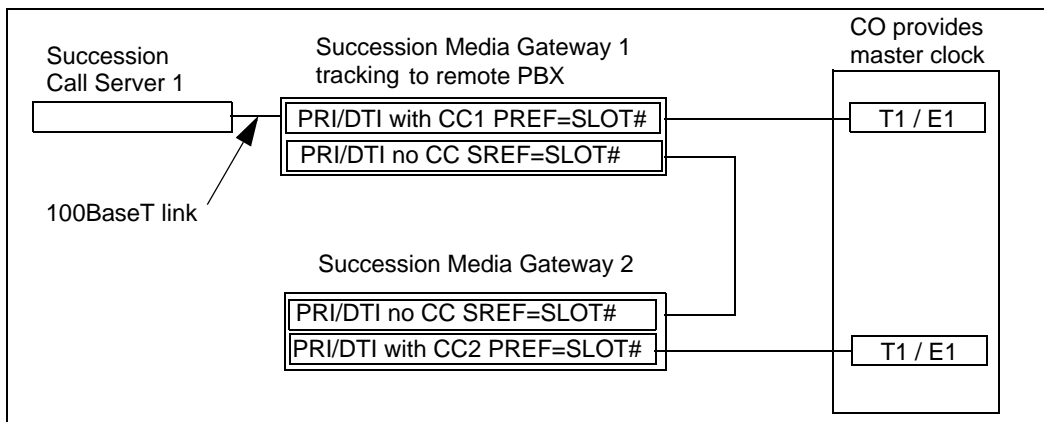 Succession
Call Server 1
Succession Media Gateway 1
tracking to remote PBX
CO provides
master clock
PRI/DTI with CC1 PREF=SLOT#
T1 / E1
PRI/DTI no CC SREF=SLOT#
100BaseT link
Succession Media Gateway 2
PRI/DTI no CC SREF=SLOT#
PRI/DTI with CC2 PREF=SLOT#
T1 / E1